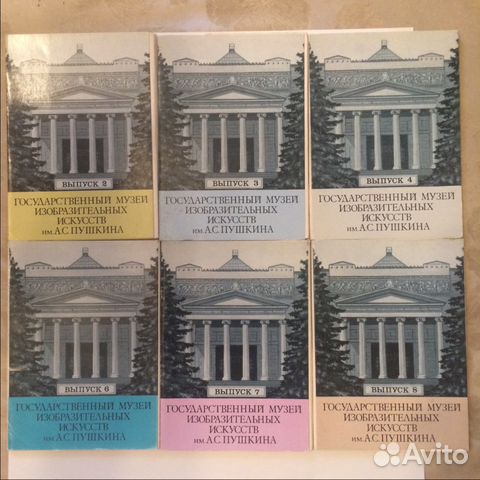 ВЫПУСК 2
ГОСУДАРСТВЕННЫЙ МУЗЕЙ
ИЗОБРАЗИТЕЛЬНЫХ
ИСКУССТВ
им. А.С. ПУШКИНА
ВЫПУСК 3
ГОСУДАРСТВЕННЫЙ МУЗЕЙ
ИЗОБРАЗИТЕЛЬНЫХ
ИСКУССТВ
им. А.С. ПУШКИНА
ВЫПУСК 4
ГОСУДАРСТВЕННЫЙ МУЗЕЙ
ИЗОБРАЗИТЕЛЬНЫХ
ИСКУССТВ
им. А.С. ПУШКИНА
ВЫПУСК 6
ГОСУДАРСТВЕННЫЙ МУЗЕЙ
ИЗОБРАЗИТЕЛЬНЫХ
ИСКУССТВ
им. А.С. ПУШКИНА
ВЫПУСК 7
ГОСУДАРСТВЕННЫЙ МУЗЕЙ
ИЗОБРАЗИТЕЛЬНЫХ
ИСКУССТВ
им. А.С. ПУШКИНА
ВЫПУСК 8
ГОСУДАРСТВЕННЫЙ МУЗЕЙ
ИЗОБРАЗИТЕЛЬНЫХ
ИСКУССТВ
им. А.С. ПУШКИНА
Avito